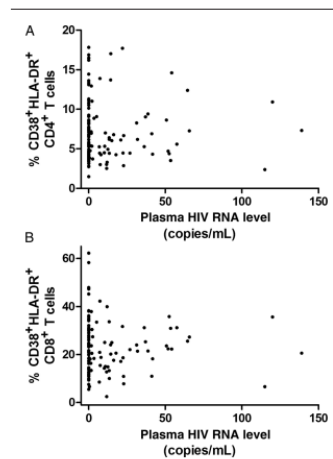 A
% CD38⁺HLA-DR⁺
CD4⁺ T cells
20
15
10
5
0
0 50 100 150
Plasma HIV RNA level
(copies/mL)
B
% CD38⁺HLA-DR⁺
CD8⁺ T cells
60
40
20
0
0 50 100 150
Plasma HIV RNA level
(copies/mL)